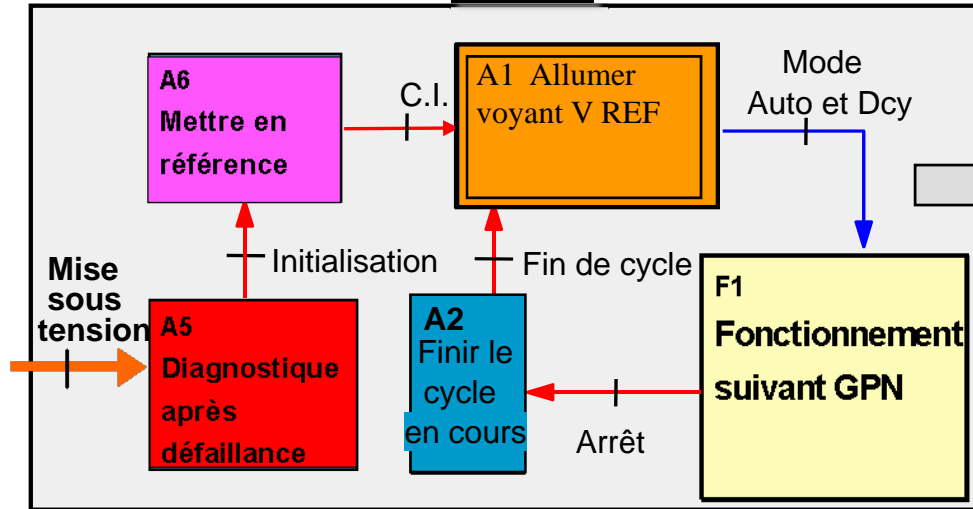 A6
Mettre en
référence
C.I.
A1 Allumer
voyant V REF
Mode
Auto et Dcy
Initialisation
Fin de cycle
Mise
sous
tension
A5
Diagnostique
après
défaillance
A2
Finir le
cycle
en cours
Arrêt
F1
Fonctionnement
suivant GPN